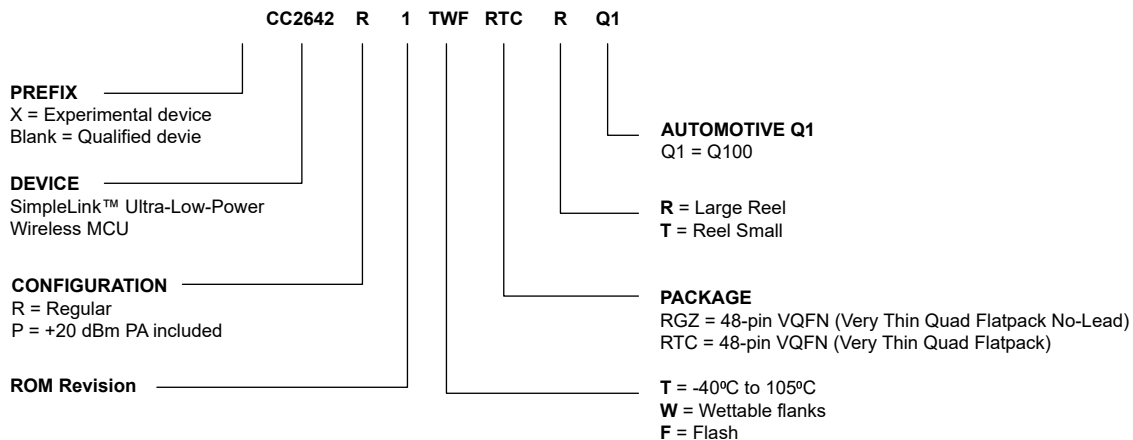 CC2642 R 1 TWF RTC R Q1
PREFIX
X = Experimental device
Blank = Qualified devie
DEVICE
SimpleLink™ Ultra-Low-Power
Wireless MCU
CONFIGURATION
R = Regular
P = +20 dBm PA included
ROM Revision
AUTOMOTIVE Q1
Q1 = Q100
R = Large Reel
T = Reel Small
PACKAGE
RGZ = 48-pin VQFN (Very Thin Quad Flatpack No-Lead)
RTC = 48-pin VQFN (Very Thin Quad Flatpack)
T = -40ºC to 105ºC
W = Wettable flanks
F = Flash